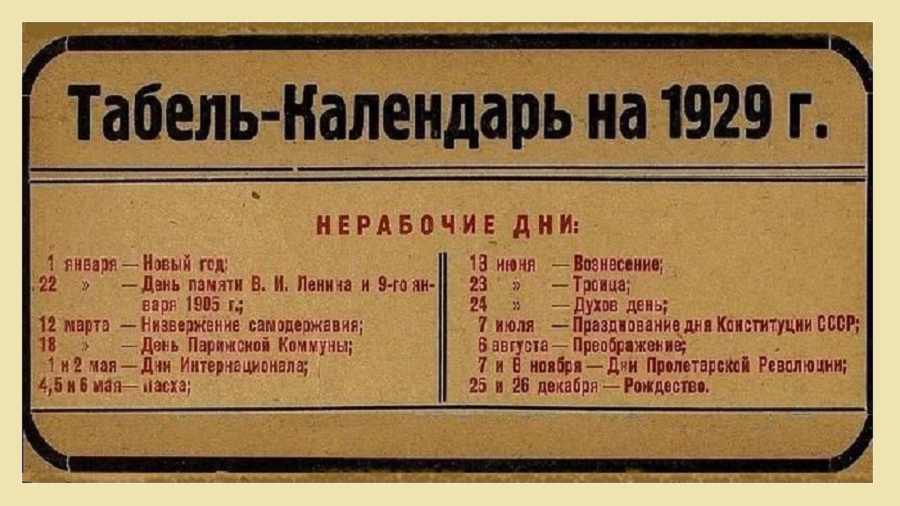 Табель-Календарь на 1929 г.
НЕРАБОЧИЕ ДНИ:
1 января — Новый год;
22 » — День памяти В. И. Ленина и 9-го ян-
варя 1905 г.;
12 марта — Низвержение самодержавия;
18 » — День Парижской Коммуны;
1 и 2 мая — Дни Интернационала;
4, 5 и 6 мая — Пасха;
13 июня — Вознесение;
23 » — Троица;
24 » — Духов день;
7 июля — Празднование дня Конституции СССР;
6 августа — Преображение;
7 и 8 ноября — Дни Пролетарской Революции;
25 и 26 декабря — Рождество.